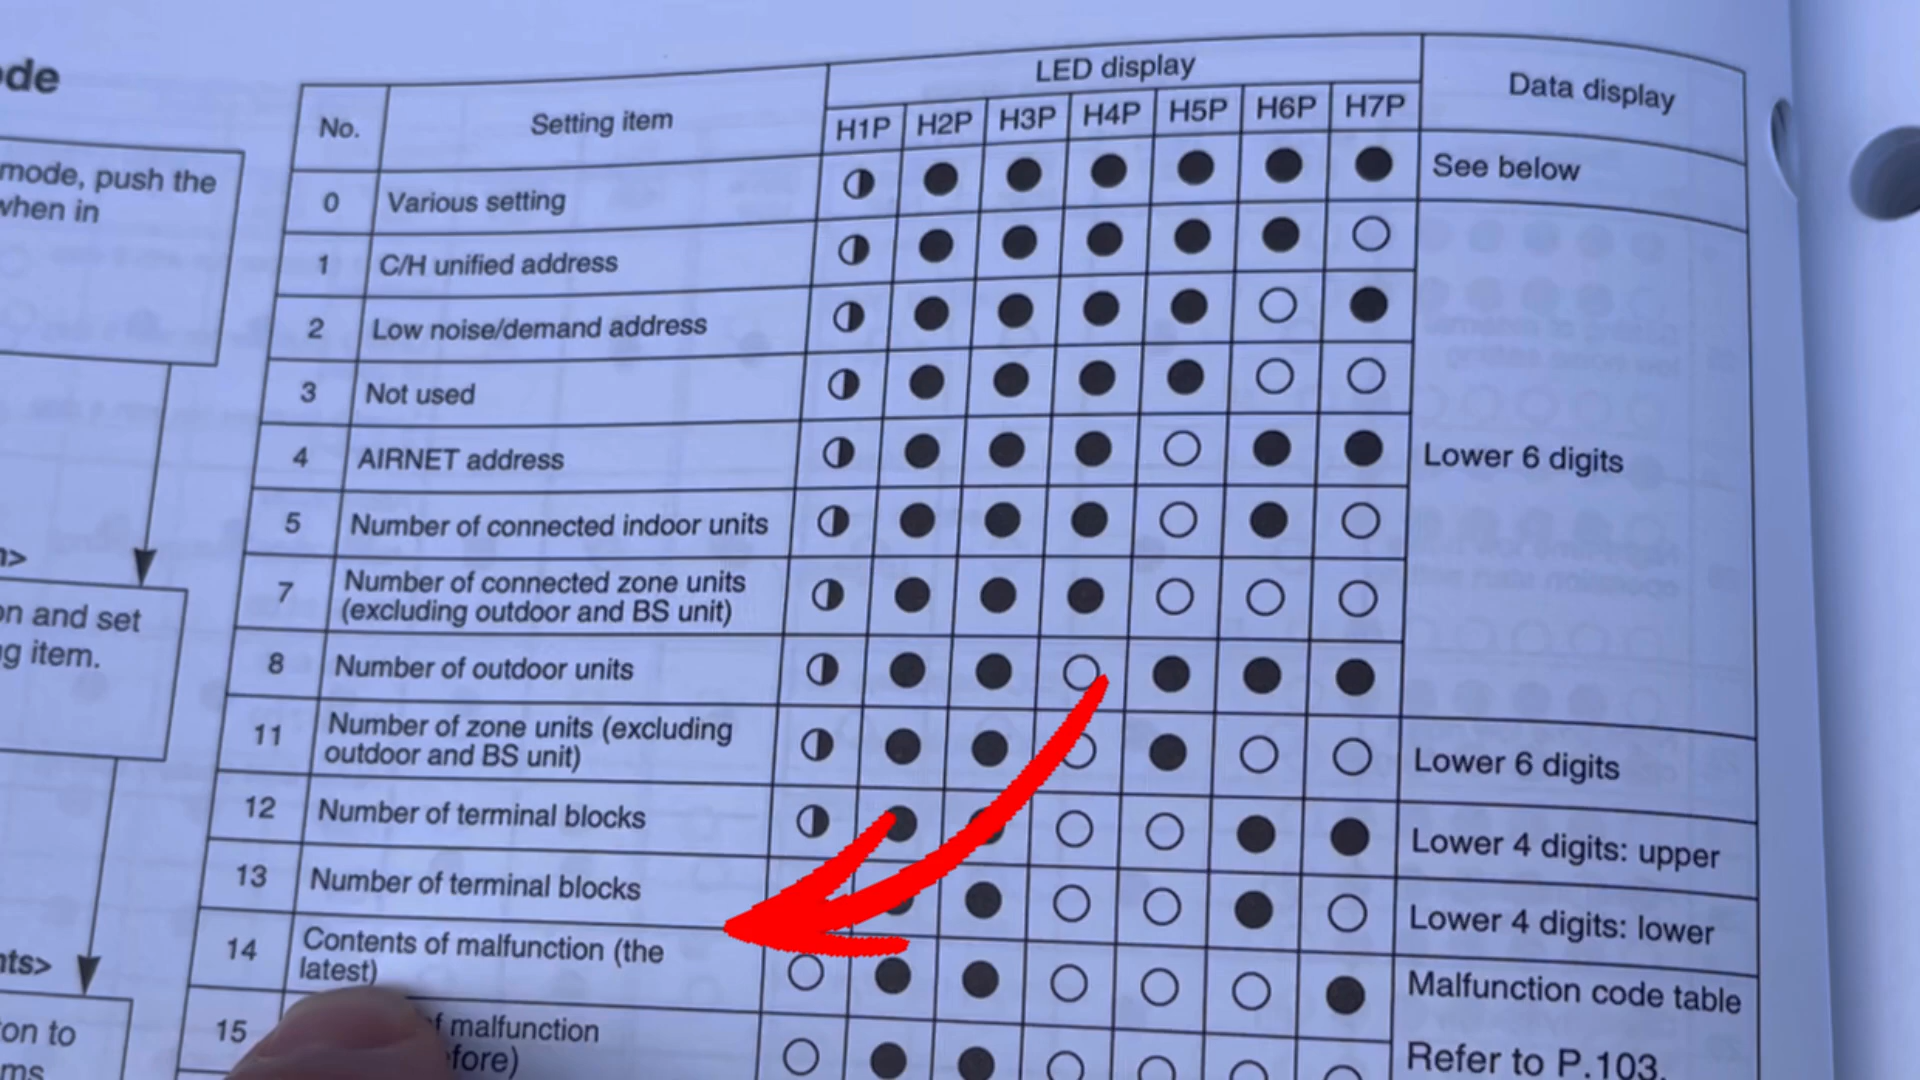 ode
mode, push the
when in
n>
on and set
g item.
nts>
on to
ms
LED display
Data display
No.
Setting item
H1P
H2P
H3P
H4P
H5P
H6P
H7P
0
Various setting
See below
1
C/H unified address
2
Low noise/demand address
3
Not used
4
AIRNET address
Lower 6 digits
5
Number of connected indoor units
7
Number of connected zone units
(excluding outdoor and BS unit)
8
Number of outdoor units
11
Number of zone units (excluding
outdoor and BS unit)
Lower 6 digits
12
Number of terminal blocks
Lower 4 digits: upper
13
Number of terminal blocks
Lower 4 digits: lower
14
Contents of malfunction (the
latest)
Malfunction code table
15
f malfunction
fore)
Refer to P.103.